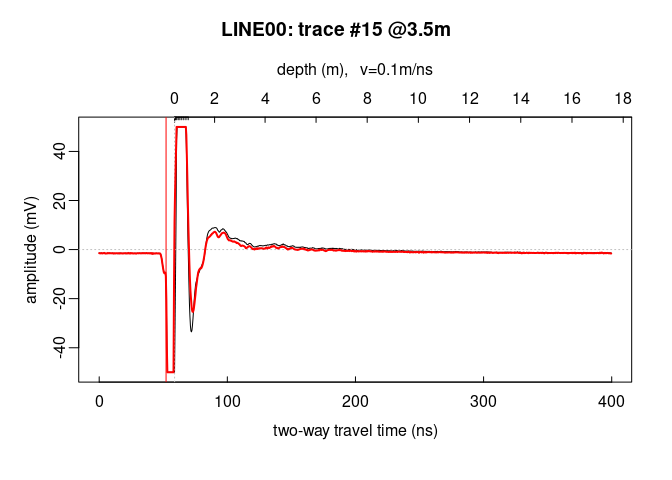 LINE00: trace #15 @3.5m
depth (m),   v=0.1m/ns
0 2 4 6 8 10 12 14 16 18
40
20
0
-20
-40
amplitude (mV)
0 100 200 300 400
two-way travel time (ns)